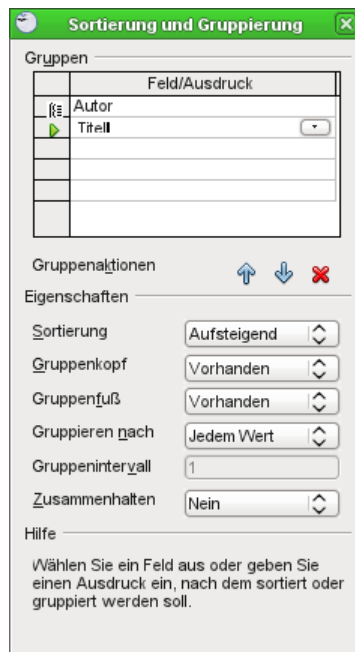 Sortierung und Gruppierung
Gruppen
Feld/Ausdruck
Autor
Titell
Gruppenaktionen
Eigenschaften
Sortierung Aufsteigend
Gruppenkopf Vorhanden
Gruppenfuß Vorhanden
Gruppieren nach Jedem Wert
Gruppenintervall 1
Zusammenhalten Nein
Hilfe
Wählen Sie ein Feld aus oder geben Sie
einen Ausdruck ein, nach dem sortiert oder
gruppiert werden soll.